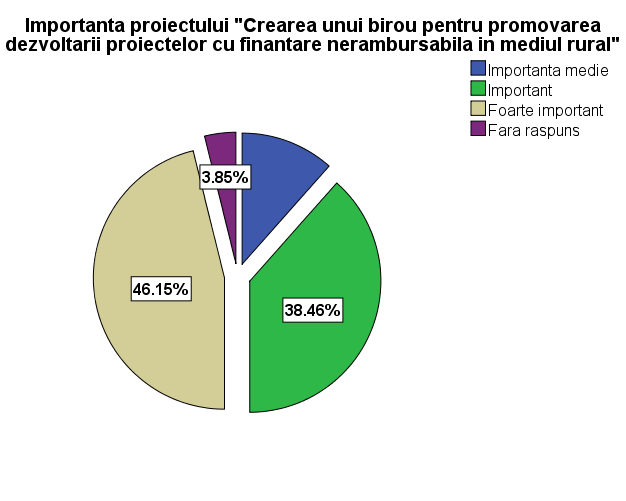 Importanta proiectului "Crearea unui birou pentru promovarea
dezvoltarii proiectelor cu finantare nerambursabila in mediul rural"
Importanta medie
Important
Foarte important
Fara raspuns
3.85%
46.15%
38.46%